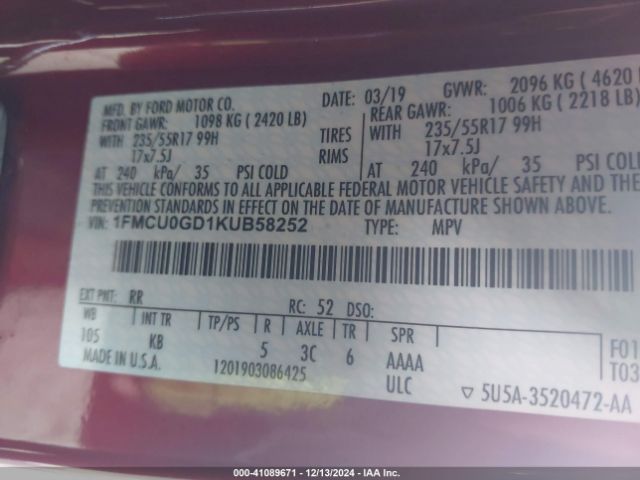 MFD. BY FORD MOTOR CO. DATE: 03/19 GVWR: 2096 KG ( 4620
FRONT GAWR: 1098 KG ( 2420 LB) REAR GAWR: 1006 KG ( 2218 LB)
WITH 235/55R17 99H TIRES WITH 235/55R17 99H
17x7.5J RIMS 17x7.5J
AT 240 kPa/ 35 PSI COLD AT 240 kPa/ 35 PSI COLD
THIS VEHICLE CONFORMS TO ALL APPLICABLE FEDERAL MOTOR VEHICLE SAFETY AND THE
PREVENTION STANDARDS IN EFFECT ON THE DATE OF MANUFACTURE SHOWN ABOVE.
VIN: 1FMCU0GD1KUB58252 TYPE: MPV
EXT PNT: RR RC: 52 DSO:
WB INT TR TP/PS R AXLE TR SPR
105 KB 5 3C 6 AAAA F01
MADE IN U.S.A. 1201903086425 ULC T03
▽ 5U5A-3520472-AA
000-41089671 - 12/13/2024 - IAA Inc.